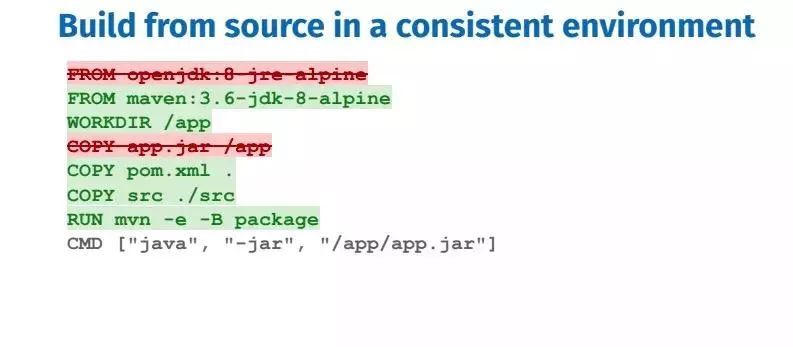 Build from source in a consistent environment
FROM openjdk:8-jre-alpine
FROM maven:3.6-jdk-8-alpine
WORKDIR /app
COPY app.jar /app
COPY pom.xml .
COPY src ./src
RUN mvn -e -B package
CMD ["java", "-jar", "/app/app.jar"]